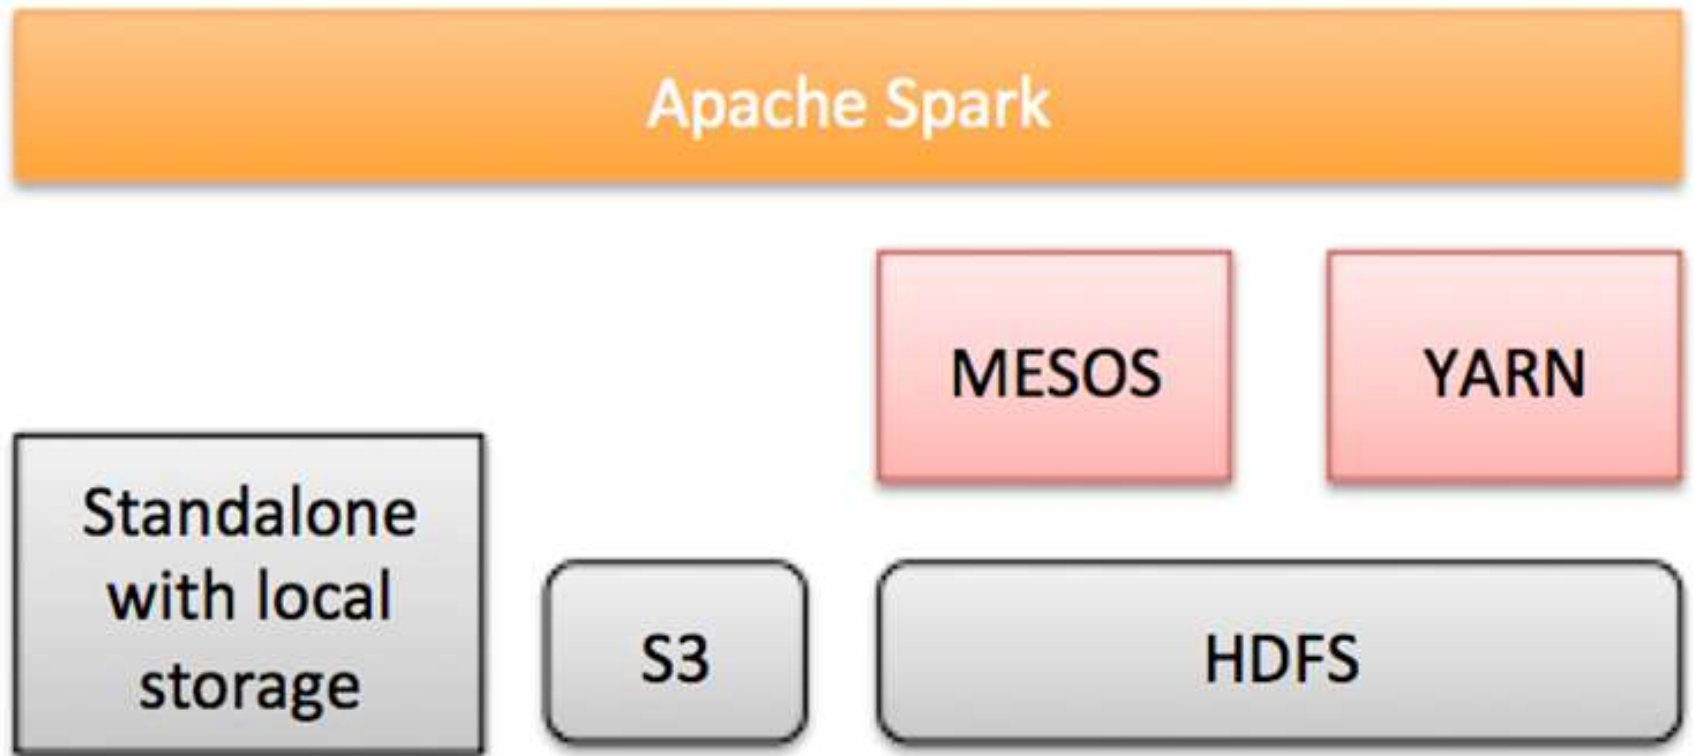 Apache Spark
MESOS
YARN
Standalone
with local
storage
S3
HDFS